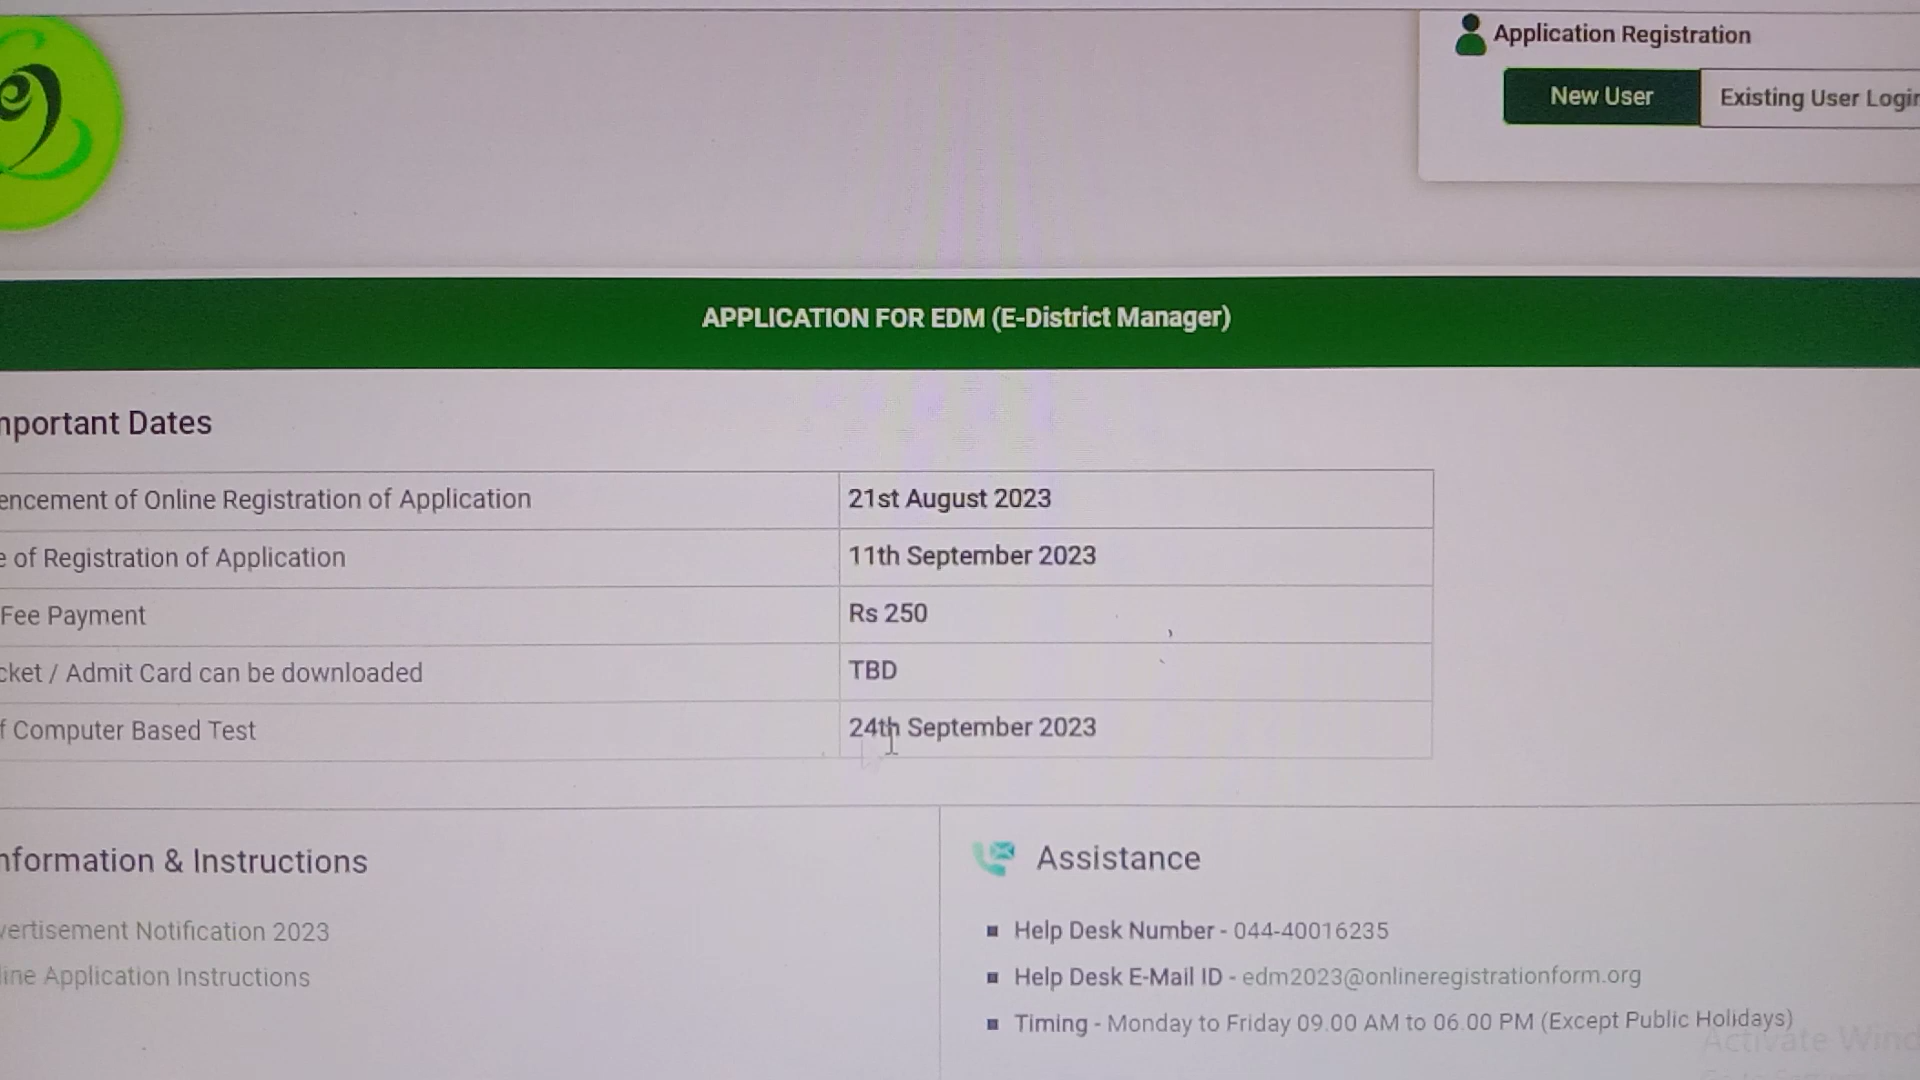 Application Registration
New User
Existing User Login
APPLICATION FOR EDM (E-District Manager)
mportant Dates
encement of Online Registration of Application 21st August 2023
e of Registration of Application 11th September 2023
Fee Payment Rs 250
cket / Admit Card can be downloaded TBD
f Computer Based Test 24th September 2023
nformation & Instructions
vertisement Notification 2023
line Application Instructions
Assistance
Help Desk Number - 044-40016235
Help Desk E-Mail ID - edm2023@onlineregistrationform.org
Timing - Monday to Friday 09.00 AM to 06.00 PM (Except Public Holidays)
Activate Wind